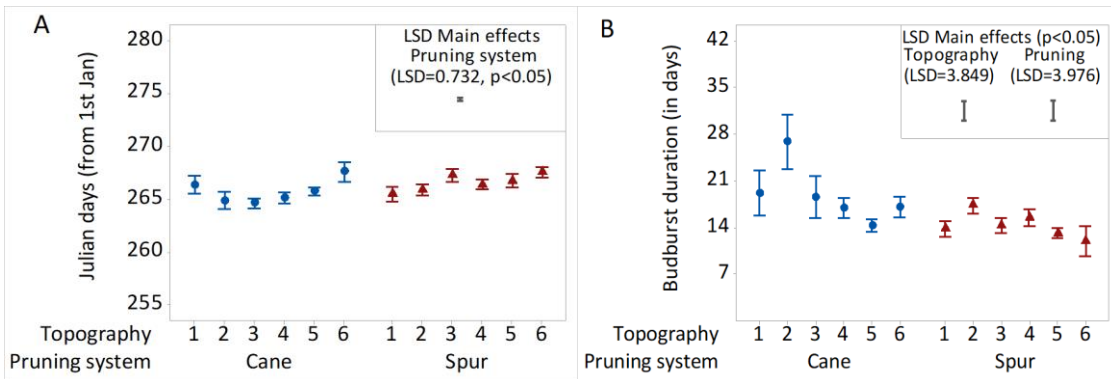 A
Julian days (from 1st Jan)
280
275
270
265
260
255
LSD Main effects
Pruning system
(LSD=0.732, p<0.05)
Topography 1 2 3 4 5 6 1 2 3 4 5 6
Pruning system Cane Spur
B
Budburst duration (in days)
42
35
28
21
14
7
LSD Main effects (p<0.05)
Topography Pruning
(LSD=3.849) (LSD=3.976)
Topography 1 2 3 4 5 6 1 2 3 4 5 6
Pruning system Cane Spur